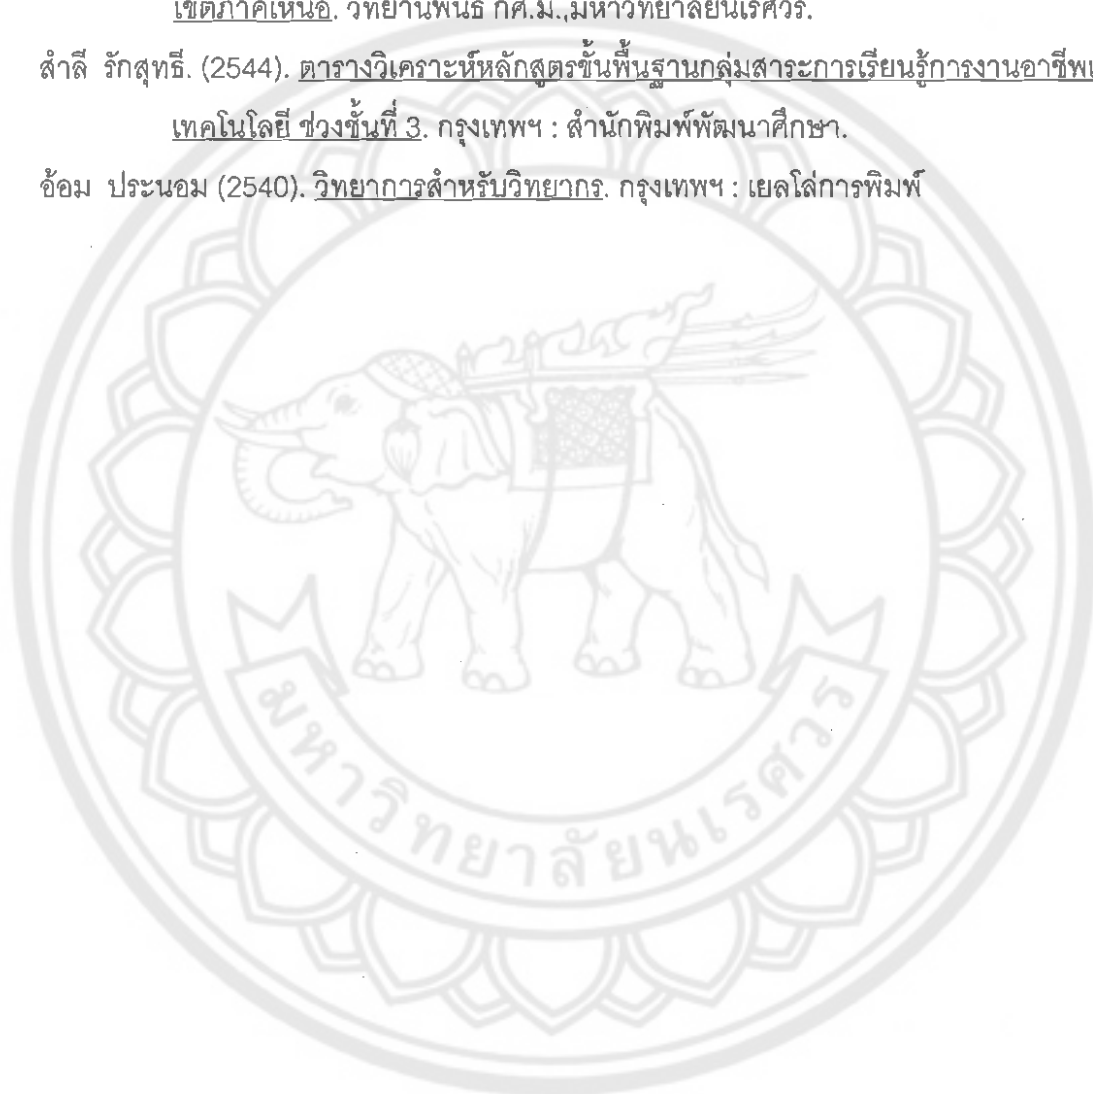 เขตภาคเหนือ. วิทยานิพนธ์ กศ.ม.,มหาวิทยาลัยนเรศวร.
สำลี รักสุทธี. (2544). ตารางวิเคราะห์หลักสูตรขั้นพื้นฐานกลุ่มสาระการเรียนรู้การงานอาชีพแ
เทคโนโลยี ช่วงชั้นที่ 3. กรุงเทพฯ : สำนักพิมพ์พัฒนาศึกษา.
อ้อม ประนอม (2540). วิทยาการสำหรับวิทยากร. กรุงเทพฯ : เยลโล่การพิมพ์
มหาวิทยาลัยนเรศวร